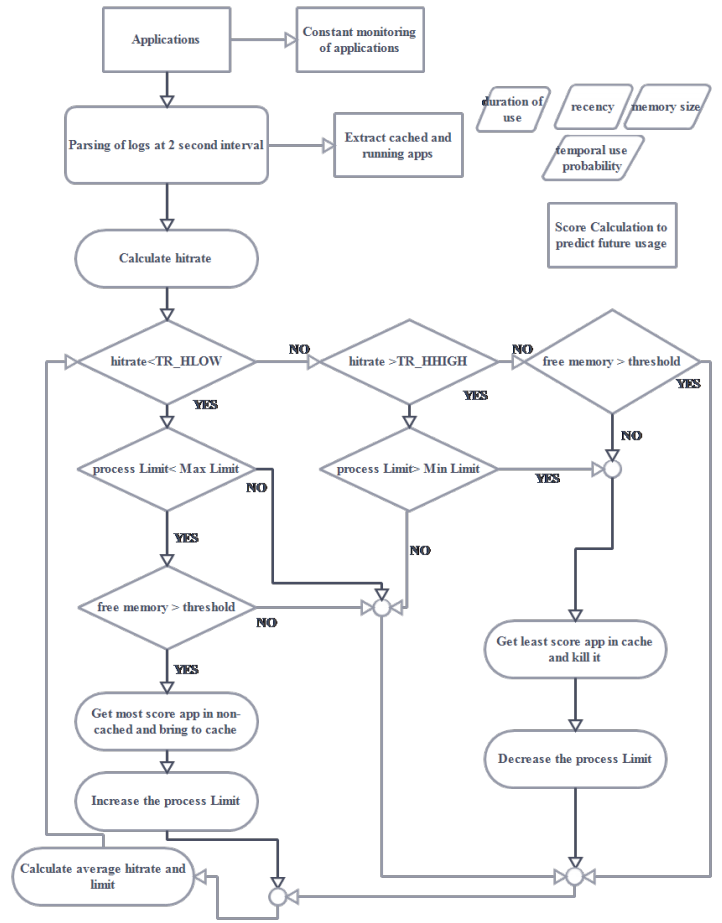 Applications
Constant monitoring
of applications
duration of
use
recency
memory size
Parsing of logs at 2 second interval
Extract cached and
running apps
temporal use
probability
Score Calculation to
predict future usage
Calculate hitrate
hitrate<TR_HLOW
NO
hitrate >TR_HHIGH
NO
free memory > threshold
YES
YES
YES
NO
process Limit< Max Limit
NO
process Limit> Min Limit
YES
YES
NO
free memory > threshold
NO
YES
Get least score app in cache
and kill it
Get most score app in non-
cached and bring to cache
Decrease the process Limit
Increase the process Limit
Calculate average hitrate and
limit